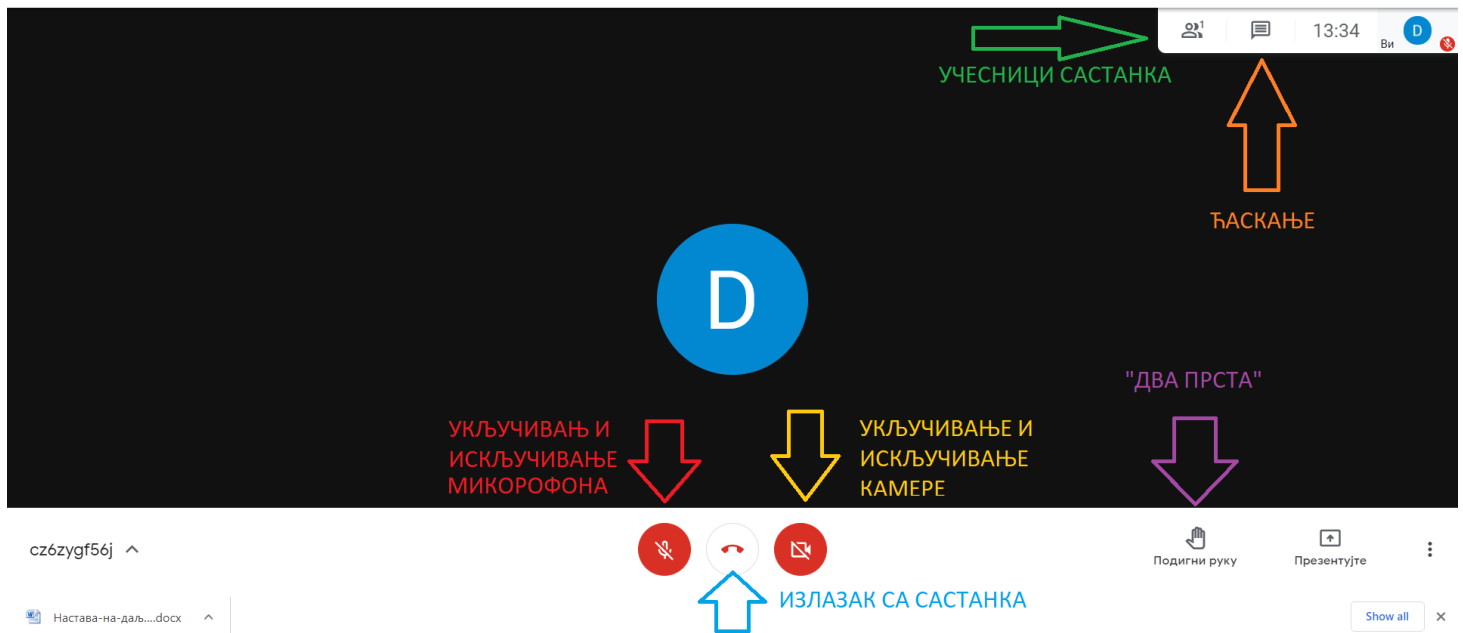 1
13:34
Ви
D
УЧЕСНИЦИ САСТАНКА
ЋАСКАЊЕ
D
"ДВА ПРСТА"
УКЉУЧИВАЊ И
ИСКЉУЧИВАЊЕ
МИКОРОФОНА
УКЉУЧИВАЊЕ И
ИСКЉУЧИВАЊЕ
КАМЕРЕ
cz6zygf56j
Подигни руку
Презентујте
ИЗЛАЗАК СА САСТАНКА
Настава-на-даљ....docx
Show all